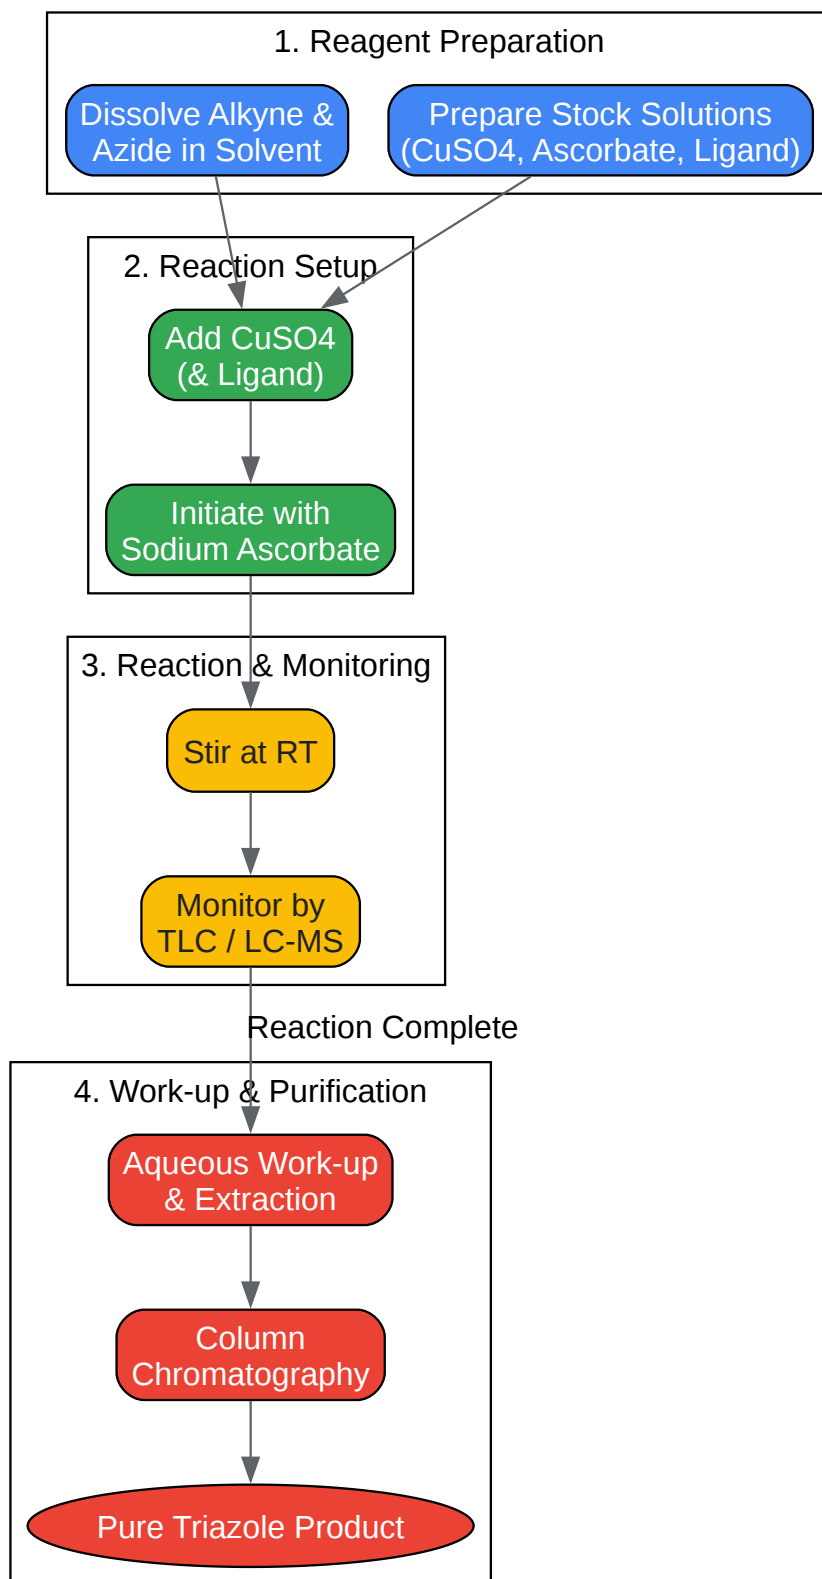 1. Reagent Preparation
Dissolve Alkyne &
Azide in Solvent
Prepare Stock Solutions
(CuSO4, Ascorbate, Ligand)
2. Reaction Setup
Add CuSO4
(& Ligand)
Initiate with
Sodium Ascorbate
3. Reaction & Monitoring
Stir at RT
Monitor by
TLC / LC-MS
Reaction Complete
4. Work-up & Purification
Aqueous Work-up
& Extraction
Column
Chromatography
Pure Triazole Product